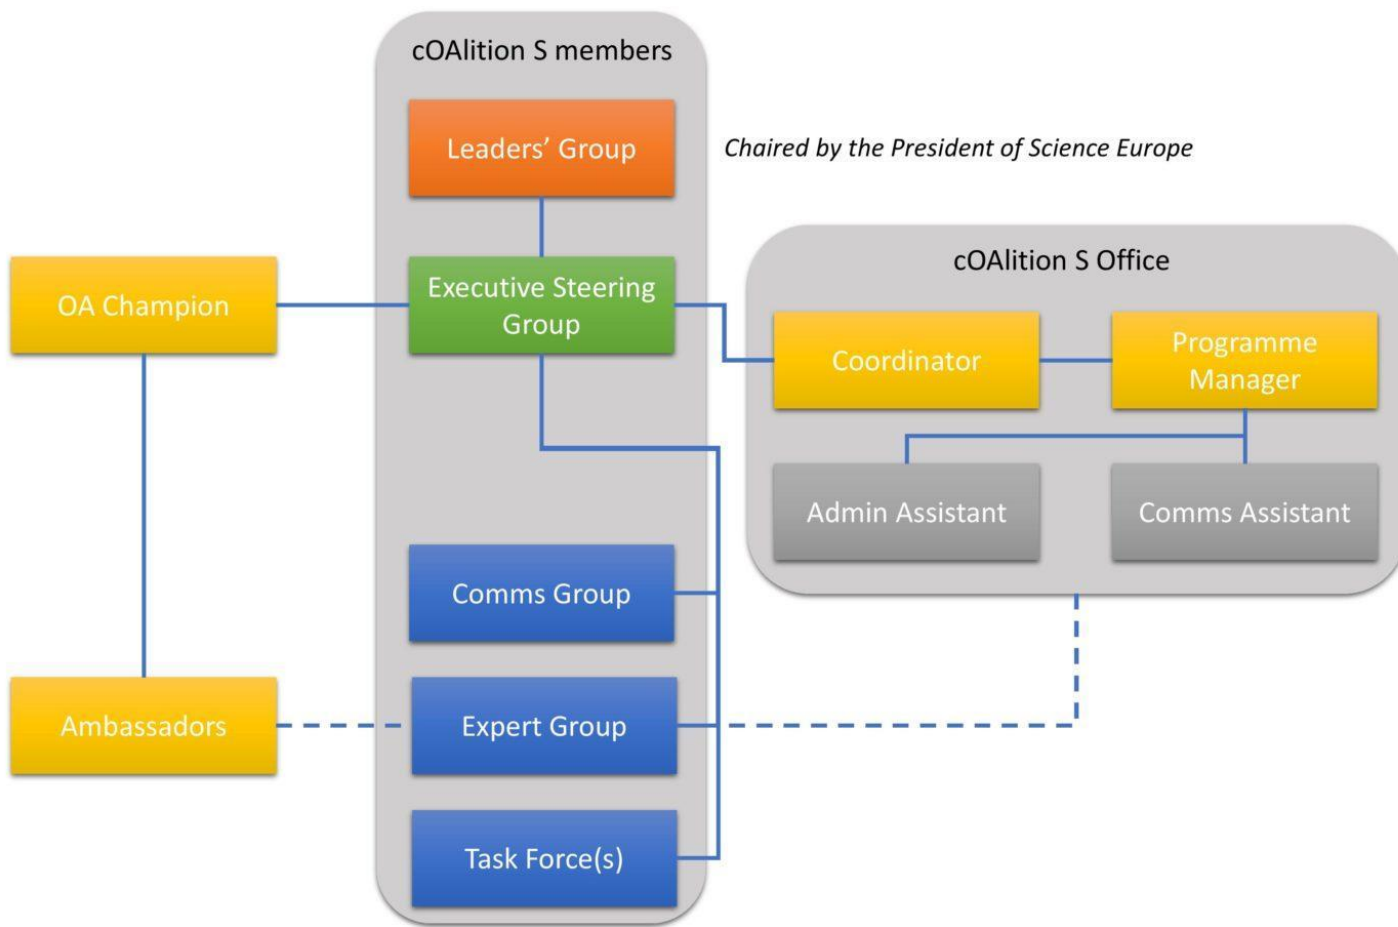 cOAlition S members
Leaders’ Group
Chaired by the President of Science Europe
cOAlition S Office
OA Champion
Executive Steering
Group
Coordinator
Programme
Manager
Admin Assistant
Comms Assistant
Comms Group
Ambassadors
Expert Group
Task Force(s)